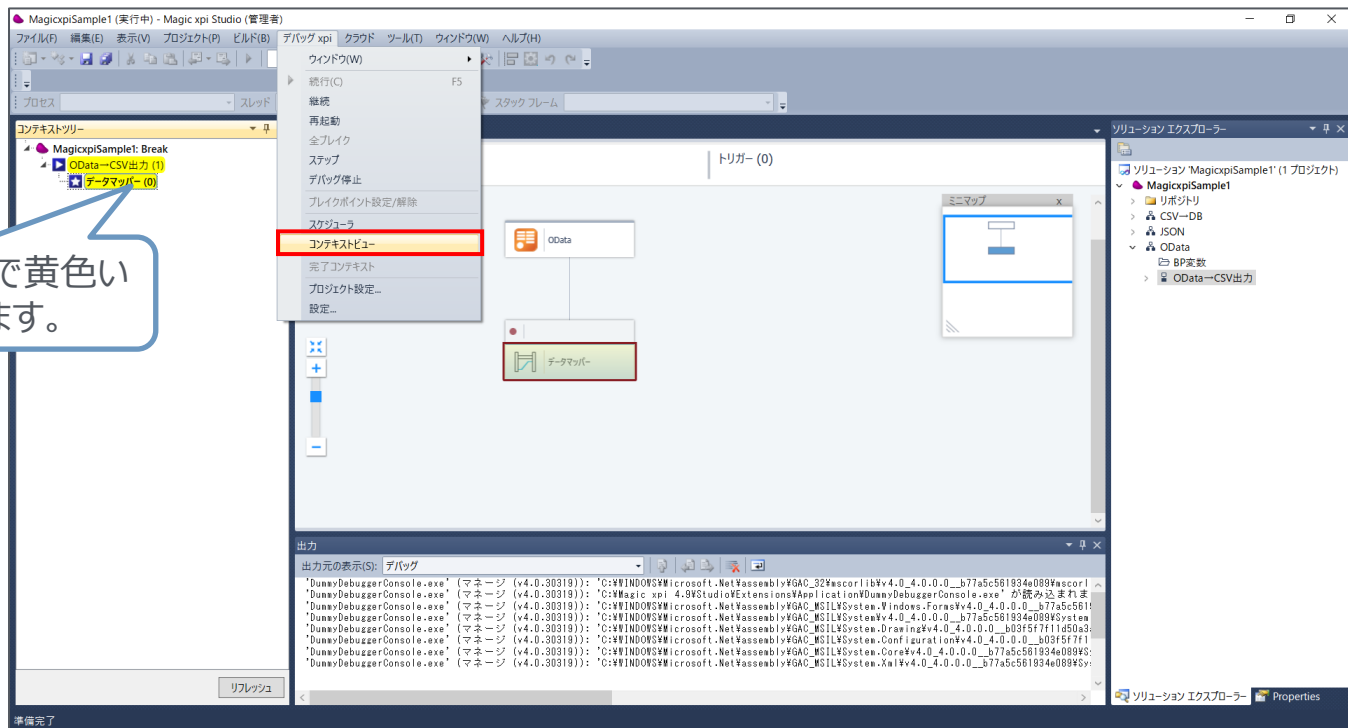 MagicxpiSample1 (実行中) - Magic xpi Studio (管理者)
ファイル(F) 編集(E) 表示(V) プロジェクト(P) ビルド(B) デバッグ xpi クラウド ツール(T) ウィンドウ(W) ヘルプ(H)
プロセス スレッド スタック フレーム
ウィンドウ(W)
続行(C) F5
継続
再起動
全ブレイク
ステップ
デバッグ停止
ブレイクポイント設定/解除
スケジューラ
コンテキストビュー
完了コンテキスト
プロジェクト設定...
設定...
コンテキストツリー
MagicxpiSample1: Break
OData→CSV出力 (1)
データマッパー (0)
で黄色い
ます。
リフレッシュ
トリガー (0)
OData
データマッパー
ミニマップ x
ソリューション エクスプローラー
ソリューション 'MagicxpiSample1' (1 プロジェクト)
MagicxpiSample1
リポジトリ
CSV→DB
JSON
OData
BP変数
OData→CSV出力
出力
出力元の表示(S): デバッグ
'DummyDebuggerConsole.exe' (マネージ (v4.0.30319)): 'C:¥WINDOWS¥Microsoft.Net¥assembly¥GAC_32¥mscorlib¥v4.0_4.0.0.0__b77a5c561934e089¥mscorl
'DummyDebuggerConsole.exe' (マネージ (v4.0.30319)): 'C:¥Magic xpi 4.9¥Studio¥Extensions¥Application¥DummyDebuggerConsole.exe' が読み込まれま
'DummyDebuggerConsole.exe' (マネージ (v4.0.30319)): 'C:¥WINDOWS¥Microsoft.Net¥assembly¥GAC_MSIL¥System.Windows.Forms¥v4.0_4.0.0.0__b77a5c561
'DummyDebuggerConsole.exe' (マネージ (v4.0.30319)): 'C:¥WINDOWS¥Microsoft.Net¥assembly¥GAC_MSIL¥System¥v4.0_4.0.0.0__b77a5c561934e089¥System
'DummyDebuggerConsole.exe' (マネージ (v4.0.30319)): 'C:¥WINDOWS¥Microsoft.Net¥assembly¥GAC_MSIL¥System.Drawing¥v4.0_4.0.0.0__b03f5f7f11d50a3
'DummyDebuggerConsole.exe' (マネージ (v4.0.30319)): 'C:¥WINDOWS¥Microsoft.Net¥assembly¥GAC_MSIL¥System.Configuration¥v4.0_4.0.0.0__b03f5f7f1
'DummyDebuggerConsole.exe' (マネージ (v4.0.30319)): 'C:¥WINDOWS¥Microsoft.Net¥assembly¥GAC_MSIL¥System.Core¥v4.0_4.0.0.0__b77a5c561934e089¥S
'DummyDebuggerConsole.exe' (マネージ (v4.0.30319)): 'C:¥WINDOWS¥Microsoft.Net¥assembly¥GAC_MSIL¥System.Xml¥v4.0_4.0.0.0__b77a5c561934e089¥Sy
ソリューション エクスプローラー Properties
準備完了